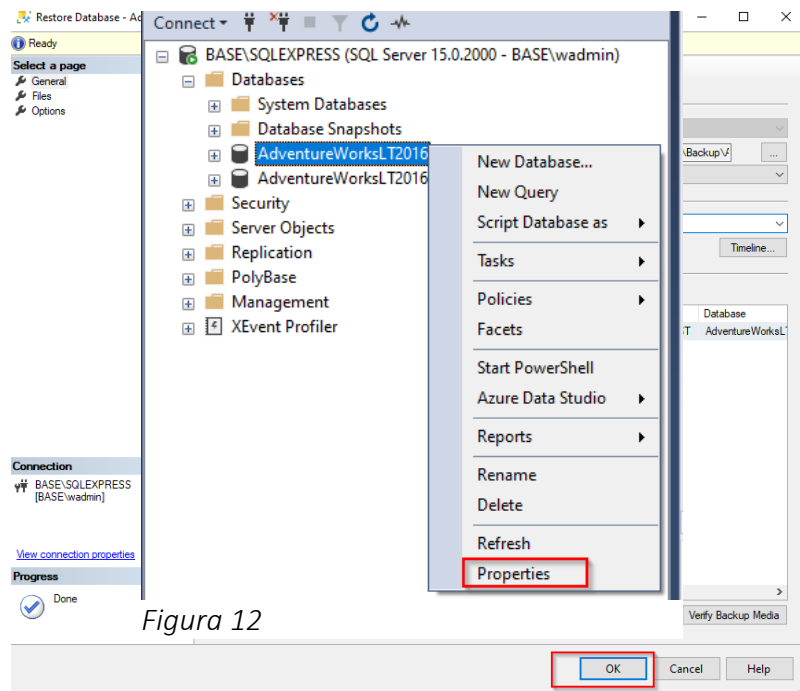 Restore Database - Ad
Ready
Select a page
General
Files
Options
Connect
BASE\SQLEXPRESS (SQL Server 15.0.2000 - BASE\wadmin)
Databases
System Databases
Database Snapshots
AdventureWorksLT2016
AdventureWorksLT2016
Security
Server Objects
Replication
PolyBase
Management
XEvent Profiler
New Database...
New Query
Script Database as
Tasks
Policies
Facets
Start PowerShell
Azure Data Studio
Reports
Rename
Delete
Refresh
Properties
\Backup\
...
Timeline...
Database
T AdventureWorksL
Connection
BASE\SQLEXPRESS
[BASE\wadmin]
View connection properties
Progress
Done
Figura 12
Verify Backup Media
OK
Cancel
Help